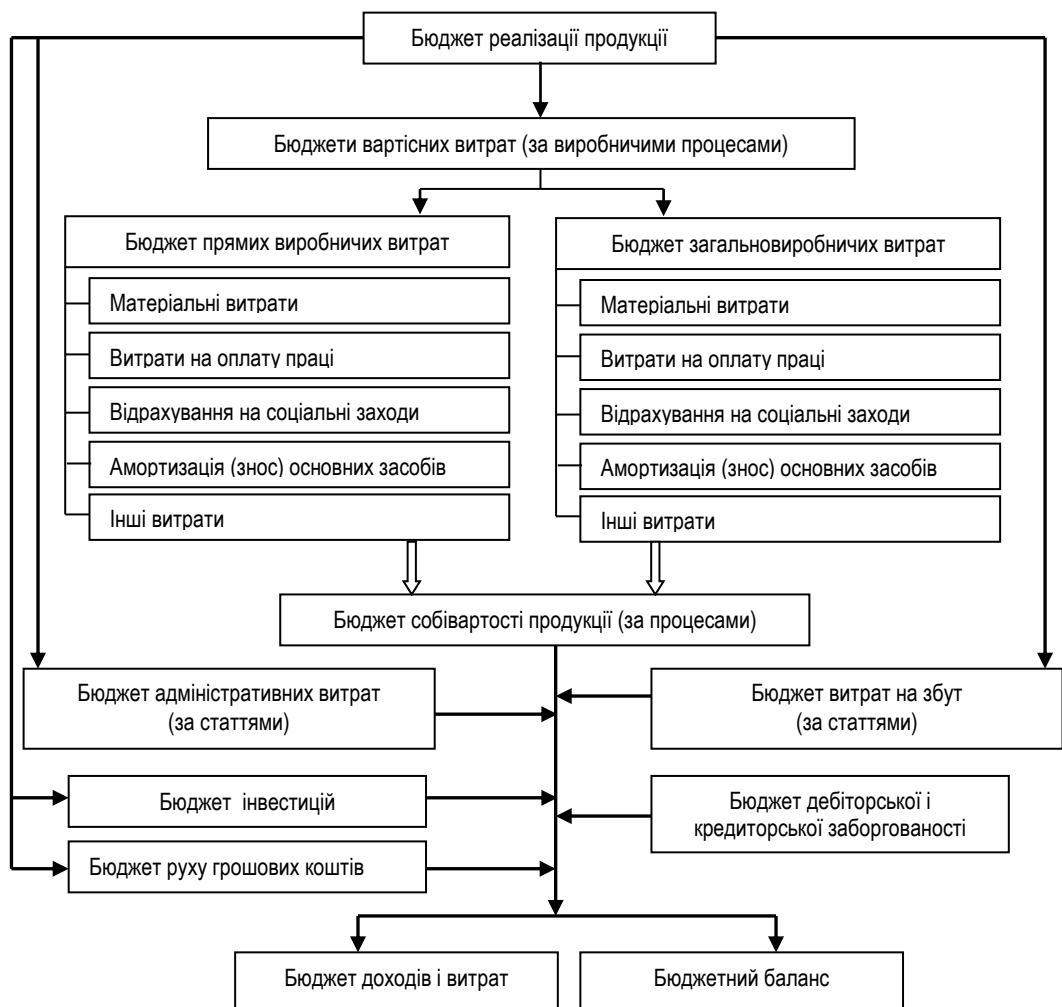 Бюджет реалізації продукції
Бюджети вартісних витрат (за виробничими процесами)
Бюджет прямих виробничих витрат
Матеріальні витрати
Витрати на оплату праці
Відрахування на соціальні заходи
Амортизація (знос) основних засобів
Інші витрати
Бюджет загальновиробничих витрат
Матеріальні витрати
Витрати на оплату праці
Відрахування на соціальні заходи
Амортизація (знос) основних засобів
Інші витрати
Бюджет собівартості продукції (за процесами)
Бюджет адміністративних витрат
(за статтями)
Бюджет витрат на збут
(за статтями)
Бюджет інвестицій
Бюджет дебіторської і
кредиторської заборгованості
Бюджет руху грошових коштів
Бюджет доходів і витрат
Бюджетний баланс